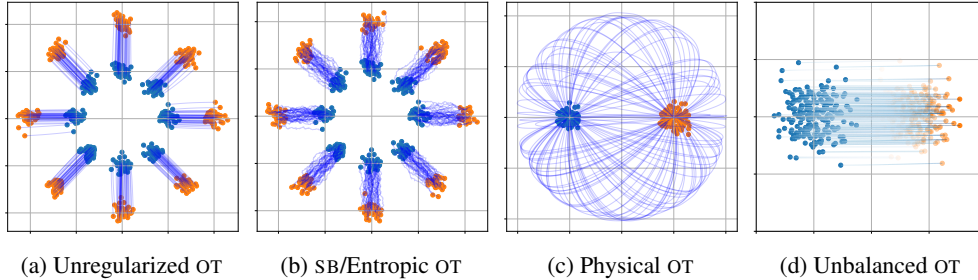 (a) Unregularized OT
(b) SB/Entropic OT
(c) Physical OT
(d) Unbalanced OT